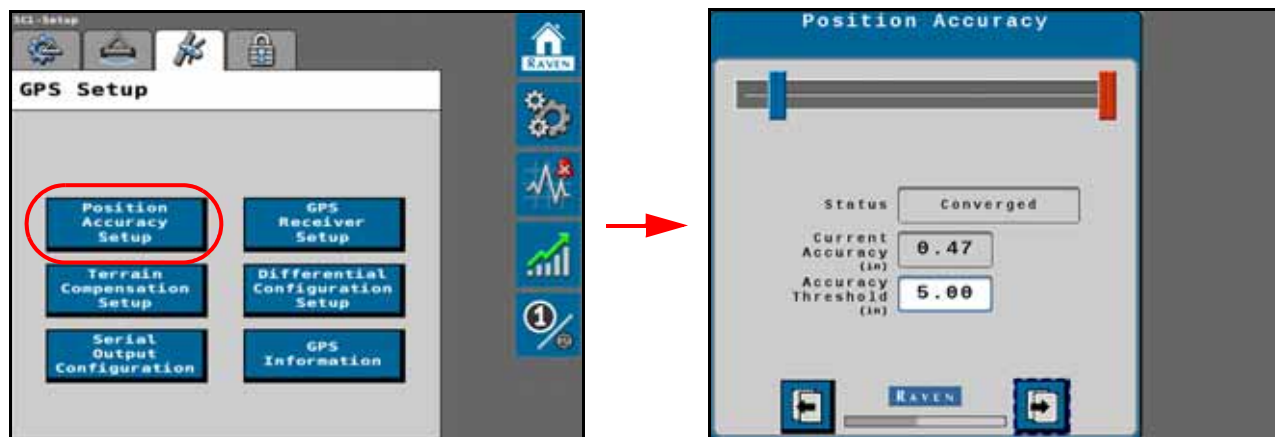 SC1-Setup
GPS Setup
Position
Accuracy
Setup
GPS
Receiver
Setup
Terrain
Compensation
Setup
Differential
Configuration
Setup
Serial
Output
Configuration
GPS
Information
RAVEN
1
Position Accuracy
Status
Converged
Current
Accuracy
(in)
0.47
Accuracy
Threshold
(in)
5.00
RAVEN